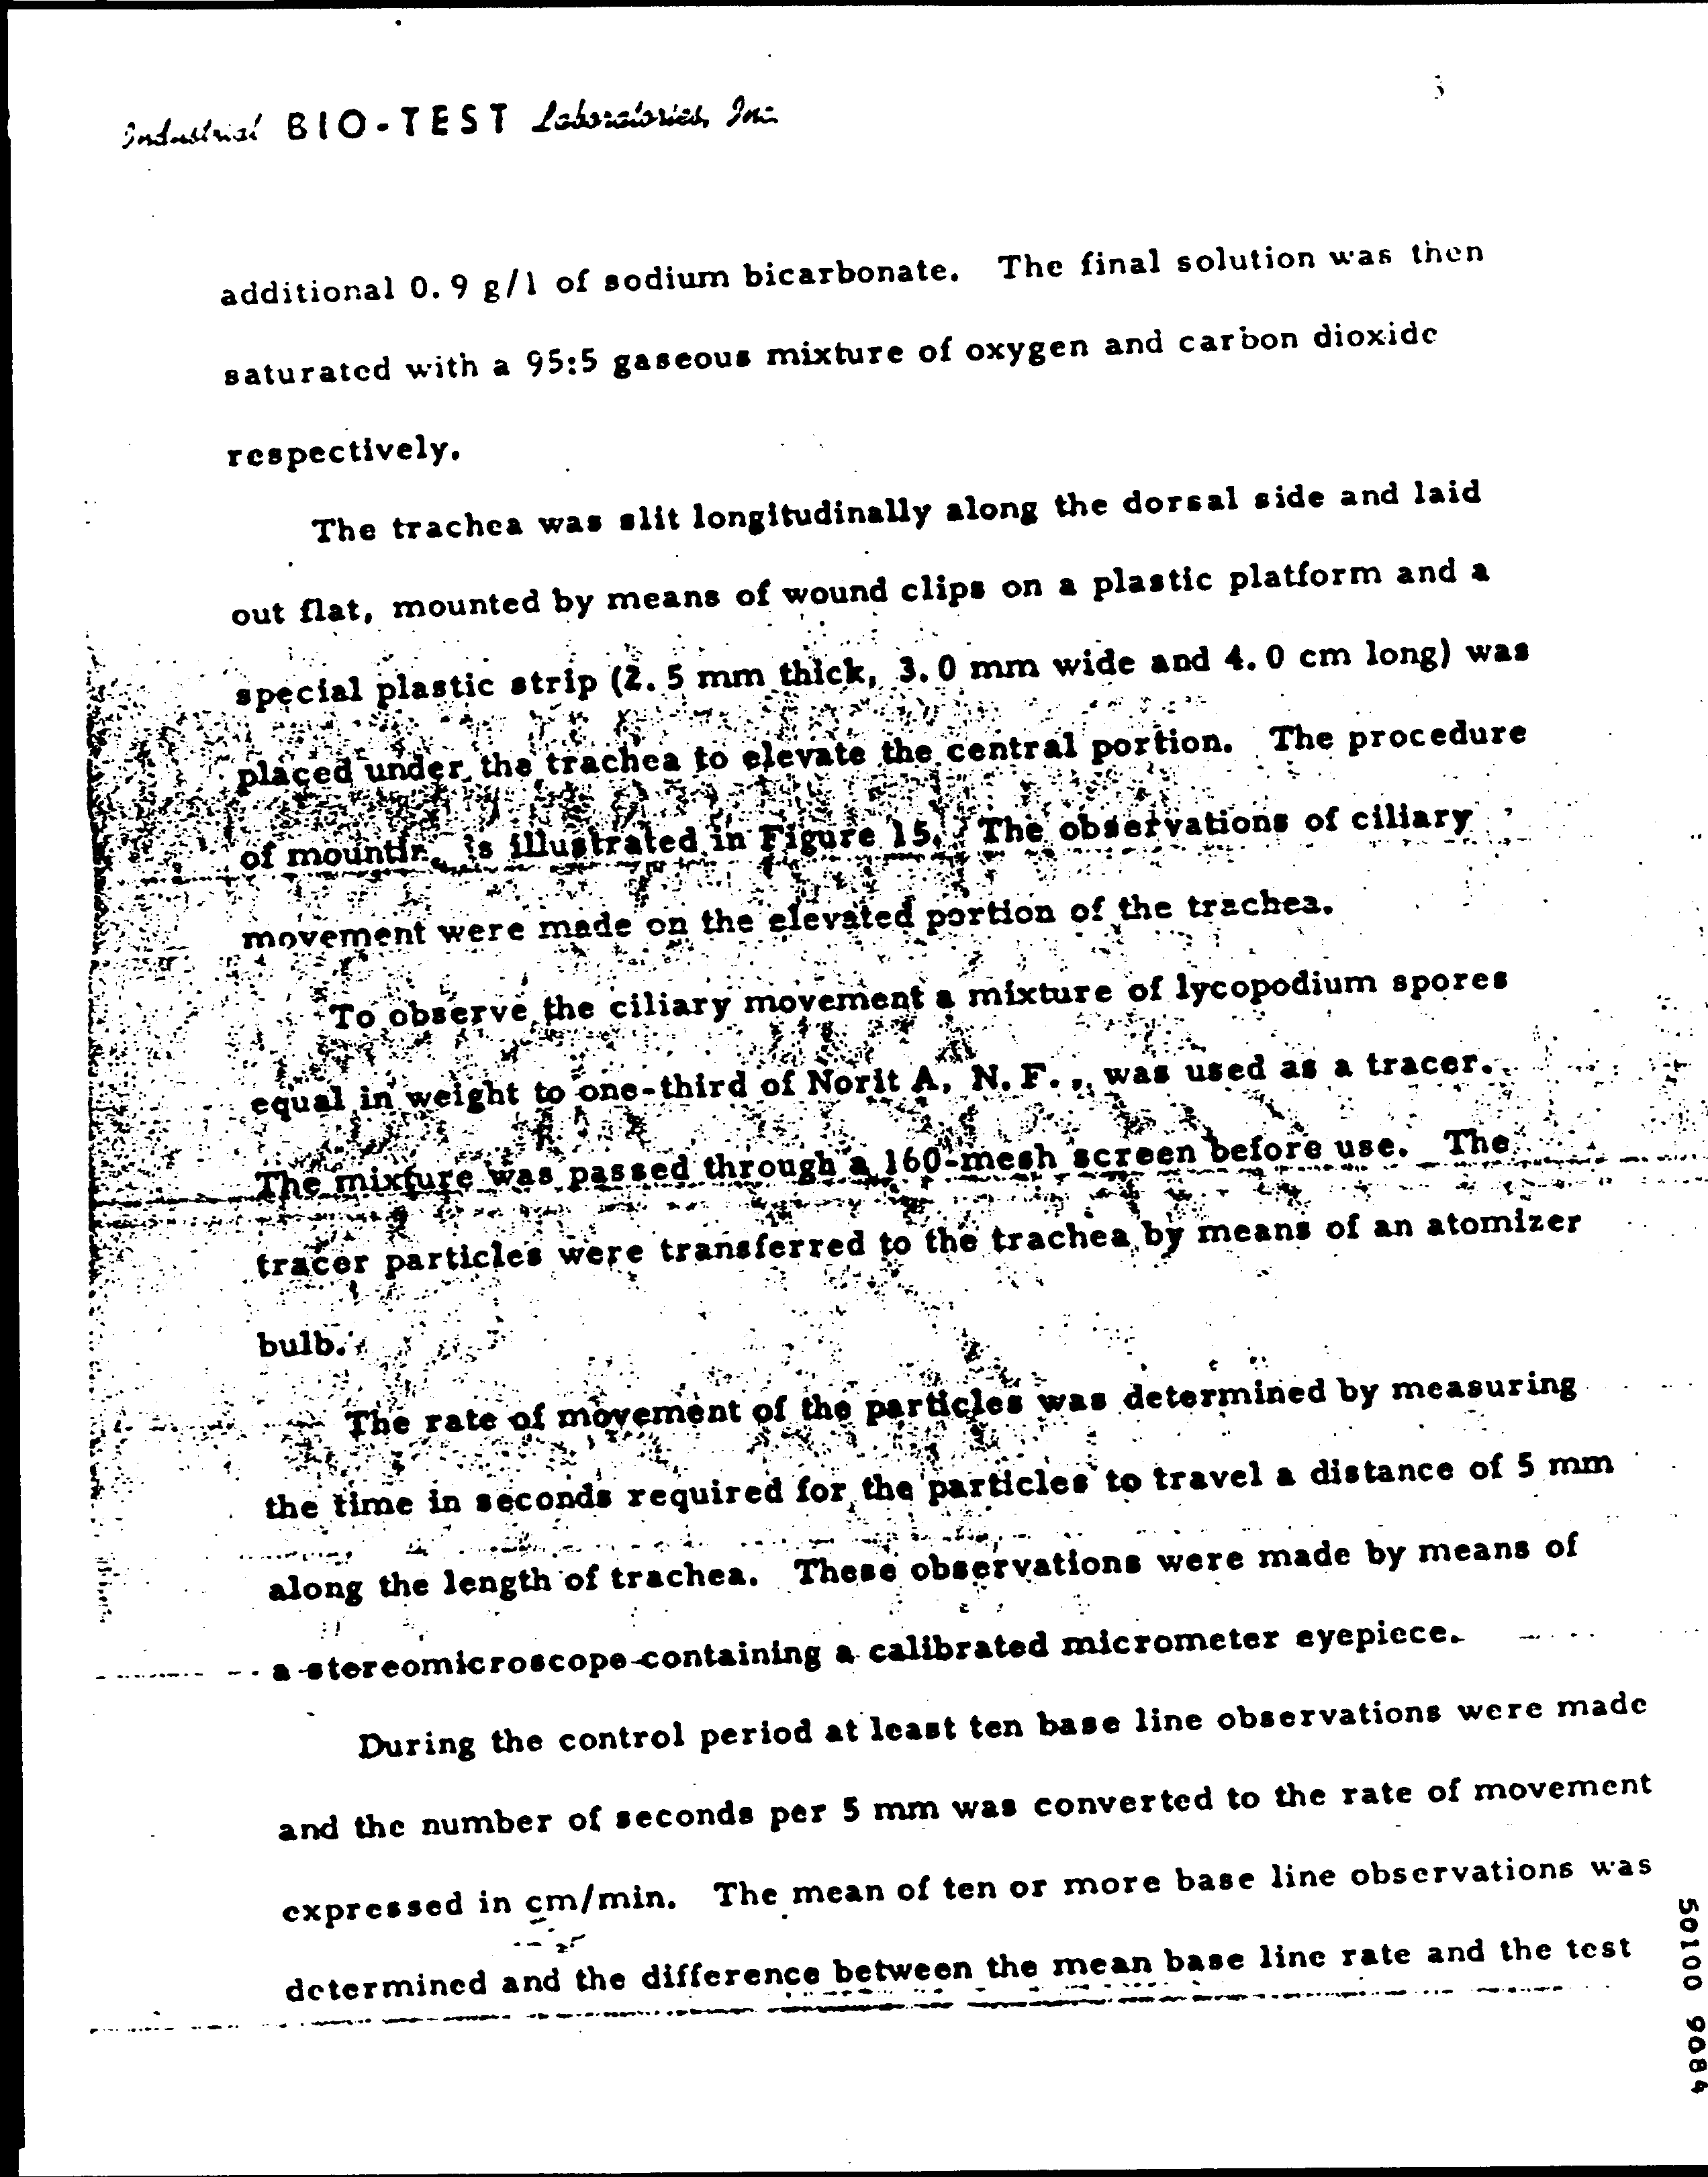 Industrial BIO-TEST Laboratories, Inc.
additional 0.9 g/l of sodium bicarbonate. The final solution was then
saturated with a 95:5 gaseous mixture of oxygen and carbon dioxide
respectively.
The trachea was slit longitudinally along the dorsal side and laid
out flat, mounted by means of wound clips on a plastic platform and a
special plastic strip (2.5 mm thick, 3.0 mm wide and 4.0 cm long) was
placed under the trachea to elevate the central portion. The procedure
of is illustrated in Figure 15. The observations of ciliary
movement were made on the elevated portion of the trachea.
To observe the ciliary movement a mixture of lycopodium spores
equal in weight to one-third of Norit A, N.F., was used as a tracer.
The mixture was passed through a 160-mesh screen before use. The
tracer particles were transferred to the trachea by means of an atomizer
bulb.
The rate of movement of the particles was determined by measuring
the time in seconds required for the particles to travel a distance of 5 mm
along the length of trachea. These observations were made by means of
a stereomicroscope containing a calibrated micrometer eyepiece.
During the control period at least ten base line observations were made
and the number of seconds per 5 mm was converted to the rate of movement
expressed in cm/min. The mean of ten or more base line observations was
determined and the difference between the mean base line rate and the test
50100 9084